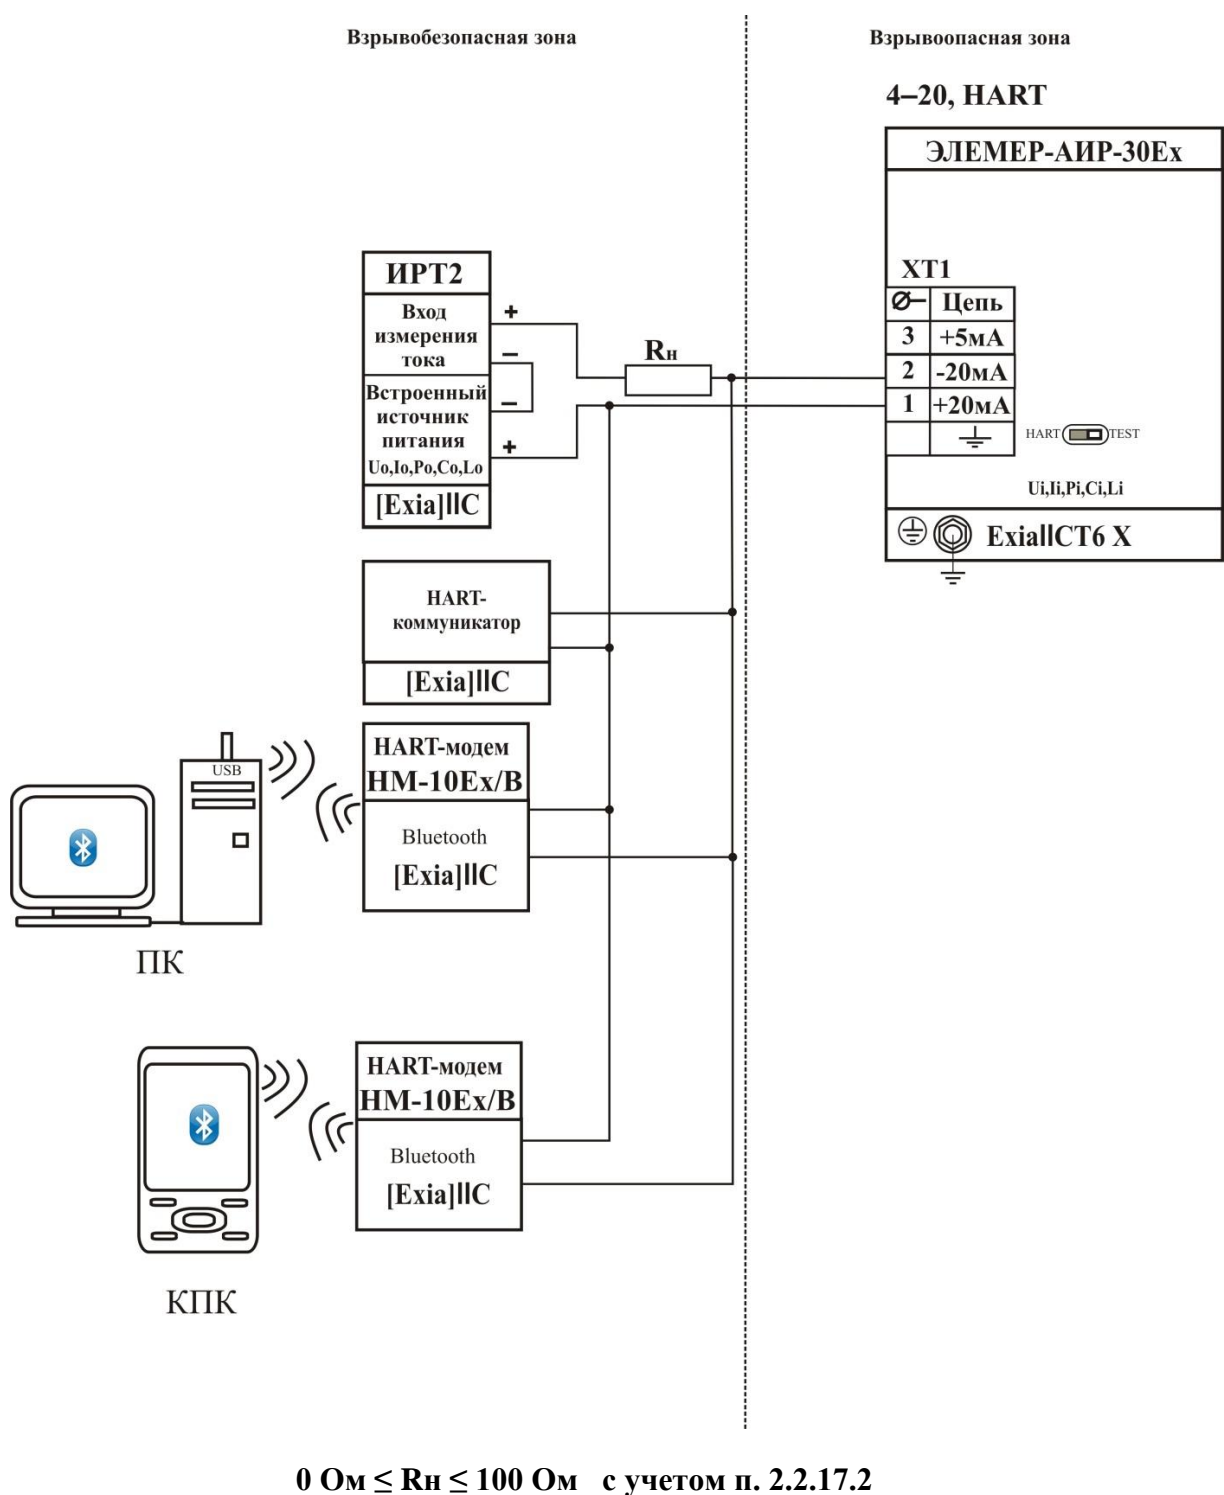 Взрывобезопасная зона
Взрывоопасная зона
4–20, HART
ЭЛЕМЕР-АИР-30Ex
ИРТ2
Вход
измерения
тока
+
–
Встроенный
источник
питания
Uo,Io,Po,Co,Lo
–
+
[Exia]IIC
Rн
XT1
Цепь
3 +5мА
2 -20мА
1 +20мА
HART TEST
Ui,Ii,Pi,Ci,Li
ExiaIICT6 X
HART-
коммуникатор
[Exia]IIC
USB
HART-модем
HM-10Ex/B
Bluetooth
[Exia]IIC
ПК
HART-модем
HM-10Ex/B
Bluetooth
[Exia]IIC
КПК
0 Ом ≤ Rн ≤ 100 Ом с учетом п. 2.2.17.2